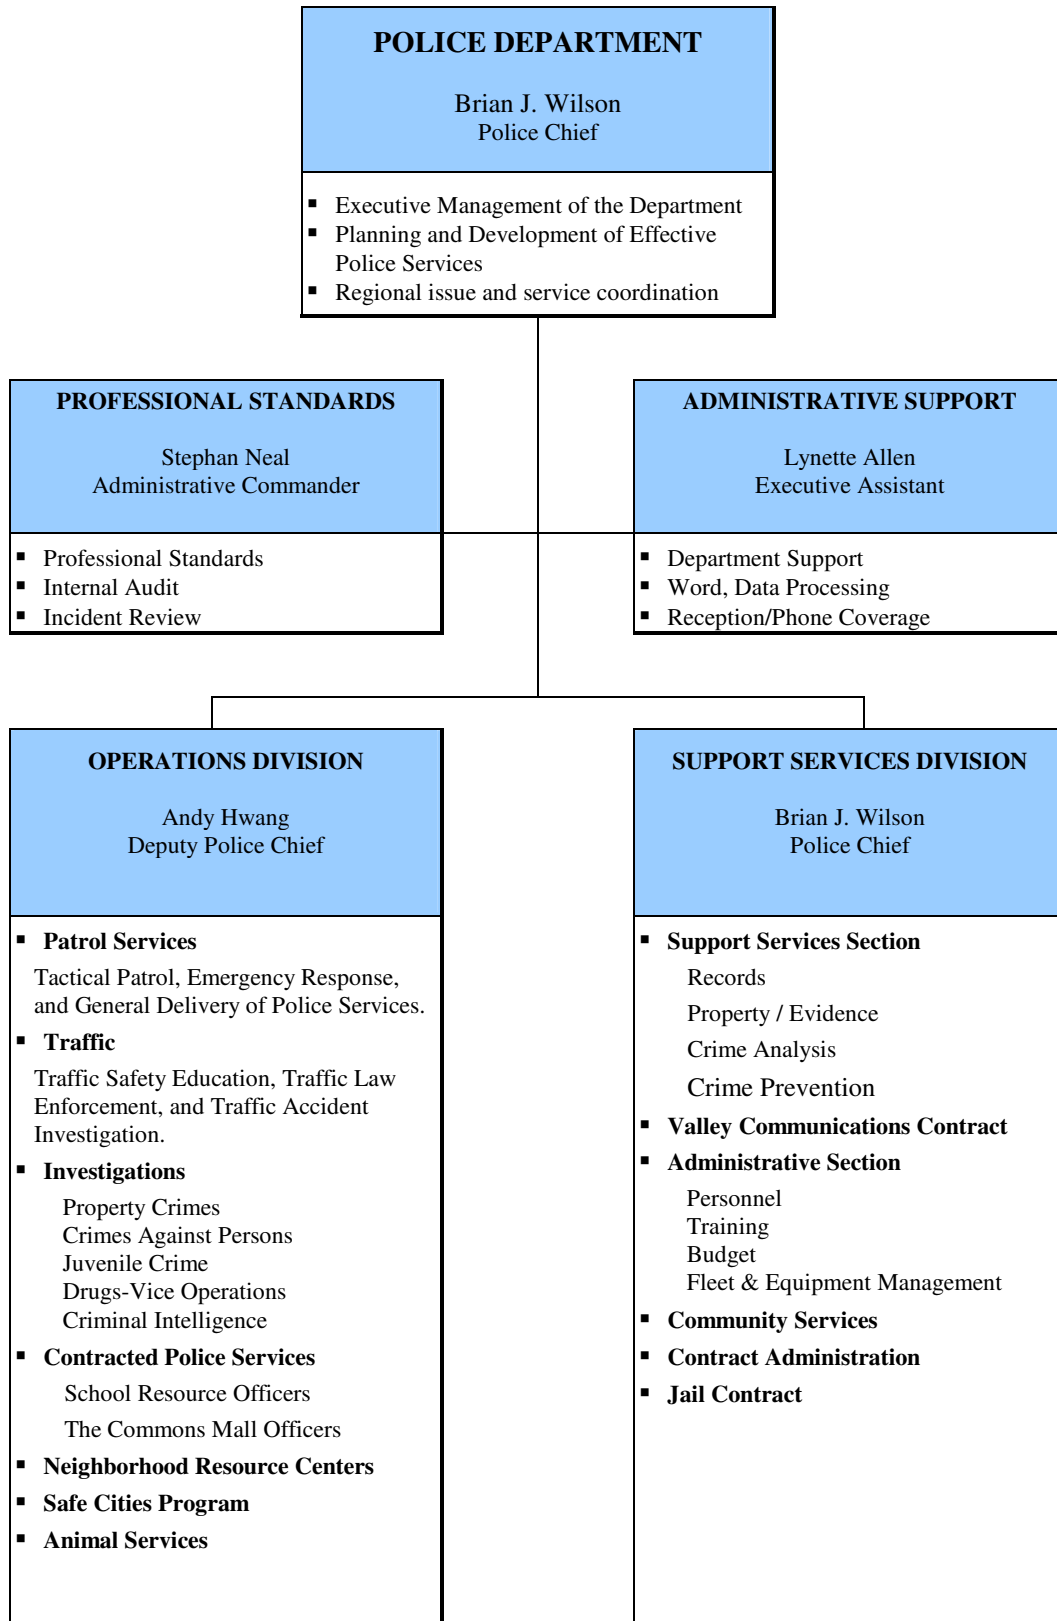 POLICE DEPARTMENT
Brian J. Wilson
Police Chief
▪ Executive Management of the Department
▪ Planning and Development of Effective
Police Services
▪ Regional issue and service coordination
PROFESSIONAL STANDARDS
Stephan Neal
Administrative Commander
▪ Professional Standards
▪ Internal Audit
▪ Incident Review
ADMINISTRATIVE SUPPORT
Lynette Allen
Executive Assistant
▪ Department Support
▪ Word, Data Processing
▪ Reception/Phone Coverage
OPERATIONS DIVISION
Andy Hwang
Deputy Police Chief
▪ Patrol Services
Tactical Patrol, Emergency Response,
and General Delivery of Police Services.
▪ Traffic
Traffic Safety Education, Traffic Law
Enforcement, and Traffic Accident
Investigation.
▪ Investigations
Property Crimes
Crimes Against Persons
Juvenile Crime
Drugs-Vice Operations
Criminal Intelligence
▪ Contracted Police Services
School Resource Officers
The Commons Mall Officers
▪ Neighborhood Resource Centers
▪ Safe Cities Program
▪ Animal Services
SUPPORT SERVICES DIVISION
Brian J. Wilson
Police Chief
▪ Support Services Section
Records
Property / Evidence
Crime Analysis
Crime Prevention
▪ Valley Communications Contract
▪ Administrative Section
Personnel
Training
Budget
Fleet & Equipment Management
▪ Community Services
▪ Contract Administration
▪ Jail Contract